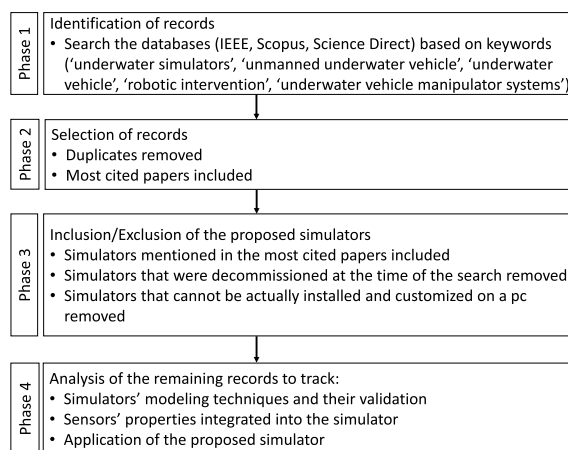 Phase 1
Identification of records
• Search the databases (IEEE, Scopus, Science Direct) based on keywords
(‘underwater simulators’, ‘unmanned underwater vehicle’, ‘underwater
vehicle’, ‘robotic intervention’, ‘underwater vehicle manipulator systems’)
Phase 2
Selection of records
• Duplicates removed
• Most cited papers included
Phase 3
Inclusion/Exclusion of the proposed simulators
• Simulators mentioned in the most cited papers included
• Simulators that were decommissioned at the time of the search removed
• Simulators that cannot be actually installed and customized on a pc
removed
Phase 4
Analysis of the remaining records to track:
• Simulators’ modeling techniques and their validation
• Sensors’ properties integrated into the simulator
• Application of the proposed simulator